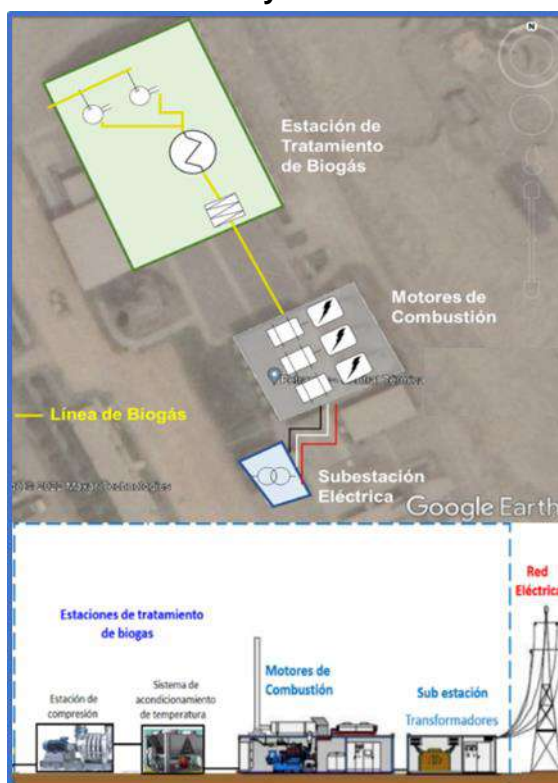 N
Estación de
Tratamiento
de Biogás
Motores de
Combustión
Línea de Biogás
Technologies
Subestación
Eléctrica
Google Earth
Red
Eléctrica
Estaciones de tratamiento
de biogas
Motores de
Combustión
Sub estación
Transformadores
Estación de
compresión
Sistema de
acondicionamiento
de temperatura